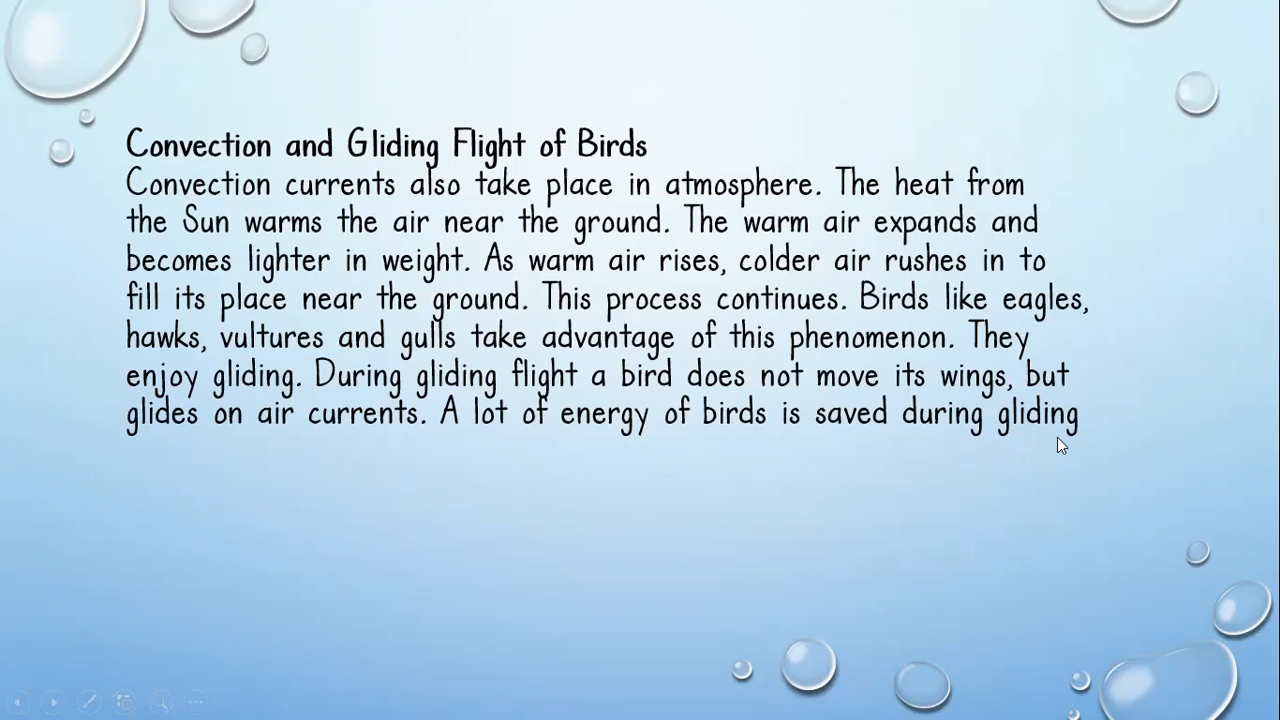 Convection and Gliding Flight of Birds
Convection currents also take place in atmosphere. The heat from
the Sun warms the air near the ground. The warm air expands and
becomes lighter in weight. As warm air rises, colder air rushes in to
fill its place near the ground. This process continues. Birds like eagles,
hawks, vultures and gulls take advantage of this phenomenon. They
enjoy gliding. During gliding flight a bird does not move its wings, but
glides on air currents. A lot of energy of birds is saved during gliding